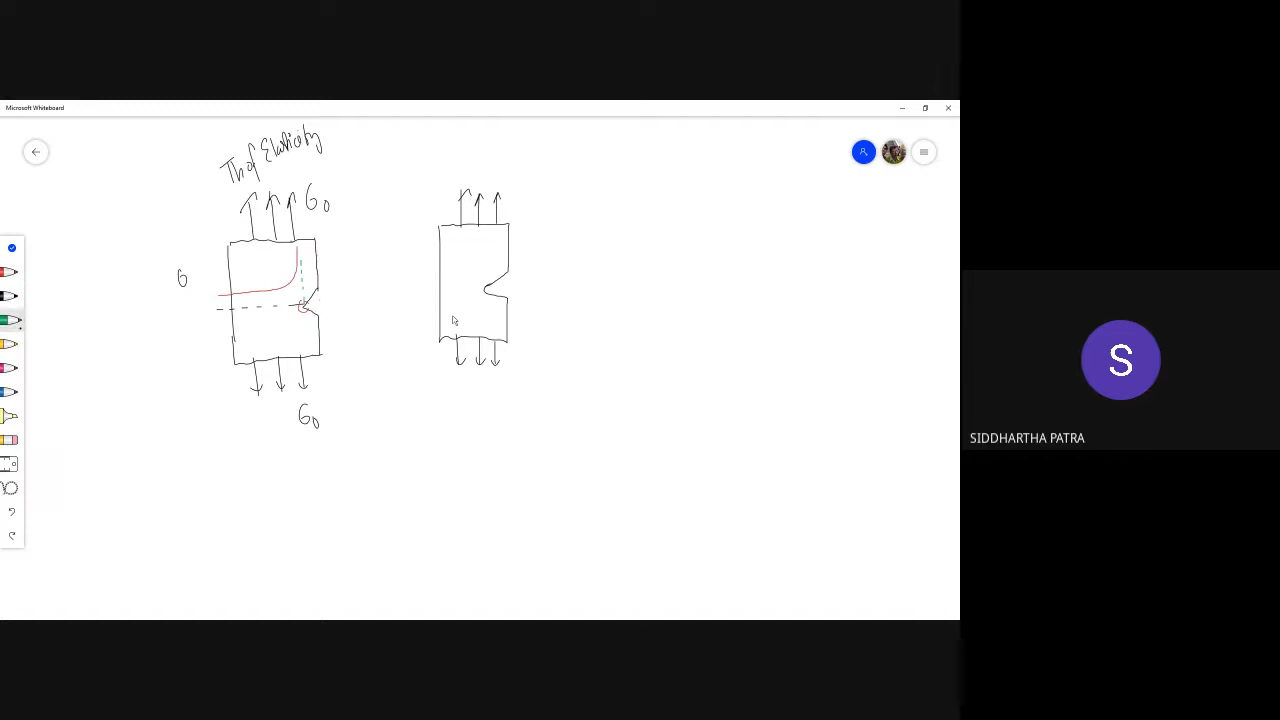 Microsoft Whiteboard
Th of Elasticity
σ₀
σ
σ₀
S
SIDDHARTHA PATRA